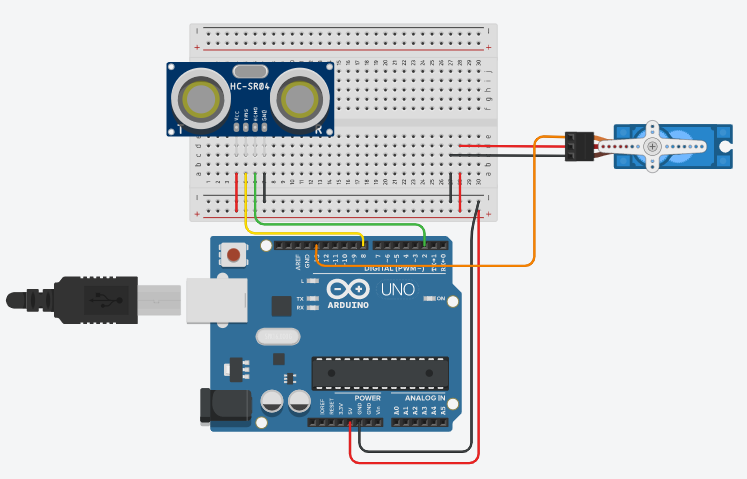 HC-SR04
VCC
TRIG
ECHO
GND
T
R
AREF
GND
13
12
~11
~10
~9
8
7
~6
~5
4
~3
2
TX→1
RX←0
DIGITAL (PWM~)
L
TX
RX
ARDUINO
UNO
ON
POWER
ANALOG IN
IOREF
RESET
3.3V
5V
GND
GND
Vin
A0
A1
A2
A3
A4
A5